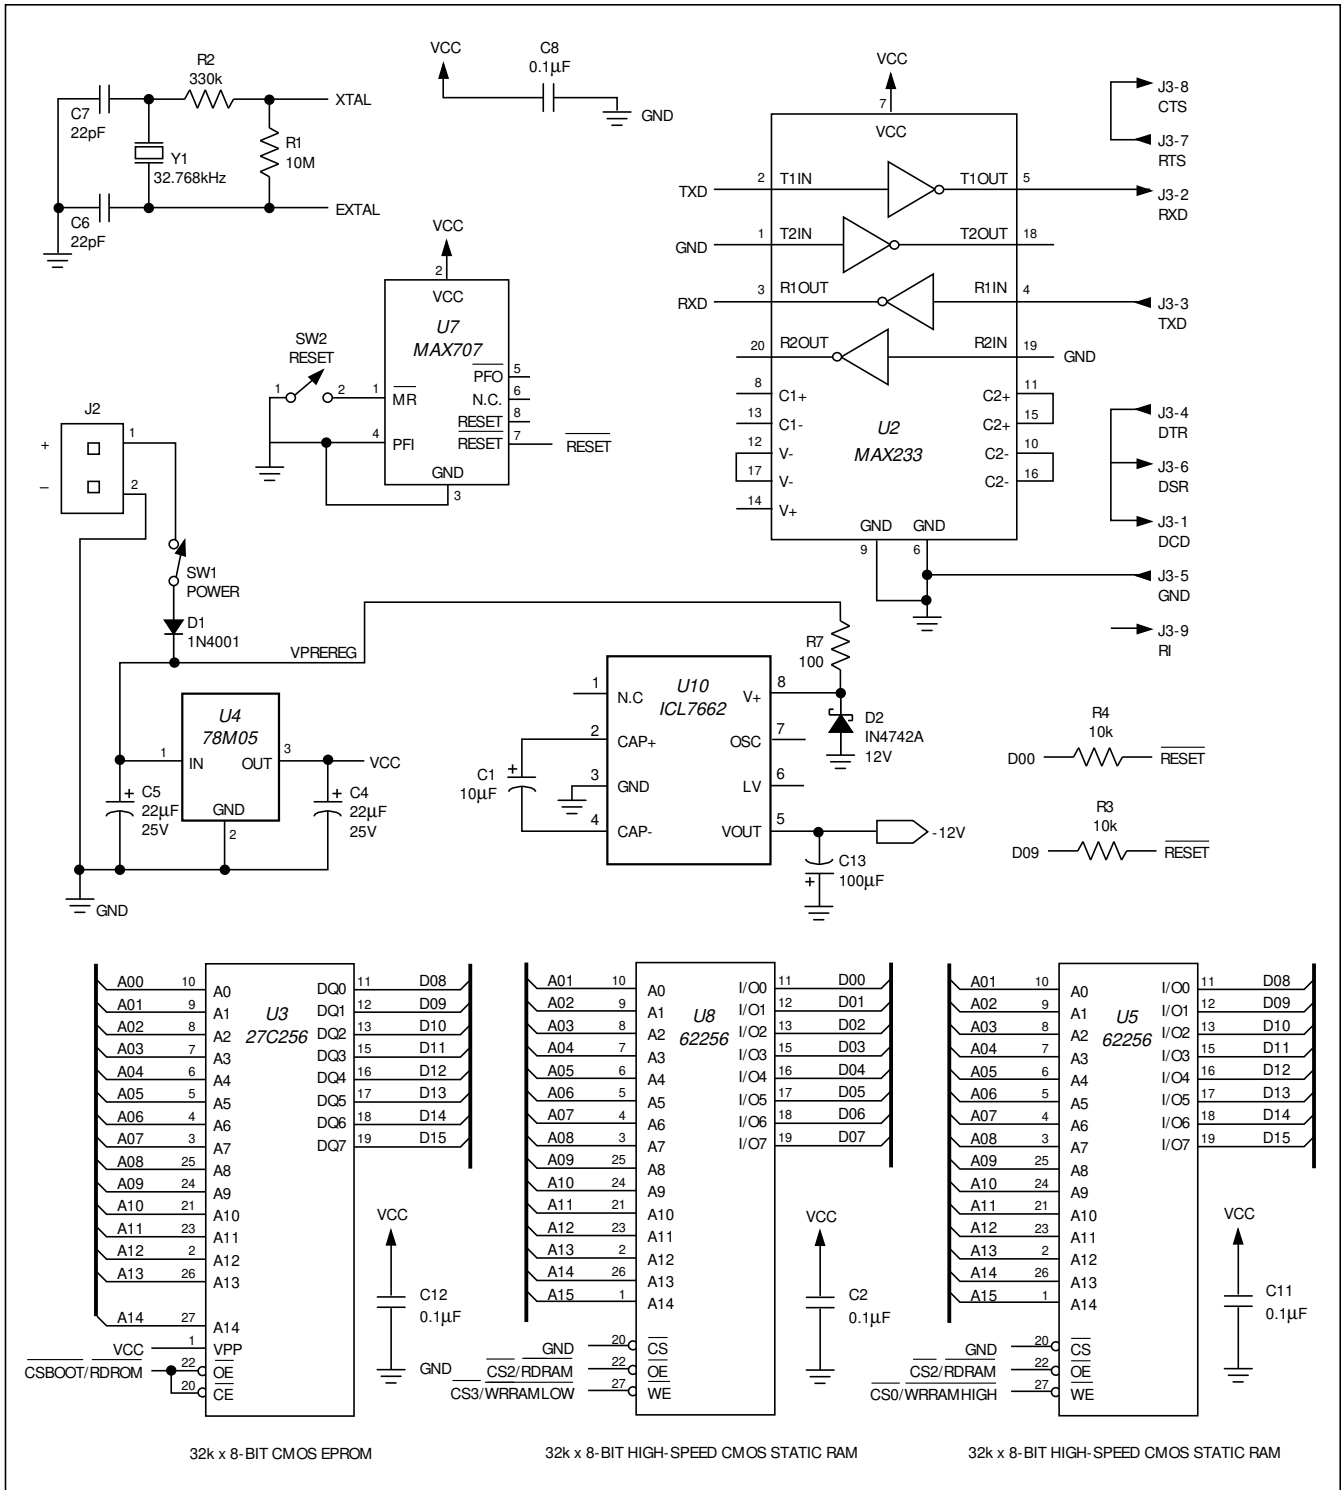 R2
330k
XTAL
C7
22pF
Y1
32.768kHz
R1
10M
C6
22pF
EXTAL
VCC
C8
0.1µF
GND
VCC
7
VCC
TXD 2 T1IN T1OUT 5
GND 1 T2IN T2OUT 18
RXD 3 R1OUT R1IN 4
20 R2OUT R2IN 19 GND
8 C1+ C2+ 11
13 C1- C2+ 15
12 V- C2- 10
17 V- C2- 16
14 V+
U2
MAX233
GND GND
9 6
J3-8
CTS
J3-7
RTS
J3-2
RXD
J3-3
TXD
J3-4
DTR
J3-6
DSR
J3-1
DCD
J3-5
GND
J3-9
RI
VCC
2
VCC
U7
MAX707
SW2
RESET
1 2 1 MR
4 PFI
PFO 5
N.C. 6
RESET 8
RESET 7 RESET
GND
3
J2
+ 1
– 2
SW1
POWER
D1
1N4001
VPREREG
U4
78M05
1 IN OUT 3 VCC
GND
2
C5
22µF
25V
C4
22µF
25V
GND
R7
100
U10
ICL7662
1 N.C V+ 8
2 CAP+ OSC 7
3 GND LV 6
4 CAP- VOUT 5 -12V
C1
10µF
D2
IN4742A
12V
C13
100µF
R4
10k
D00 RESET
R3
10k
D09 RESET
U3
27C256
A00 10 A0 DQ0 11 D08
A01 9 A1 DQ1 12 D09
A02 8 A2 DQ2 13 D10
A03 7 A3 DQ3 15 D11
A04 6 A4 DQ4 16 D12
A05 5 A5 DQ5 17 D13
A06 4 A6 DQ6 18 D14
A07 3 A7 DQ7 19 D15
A08 25 A8
A09 24 A9
A10 21 A10
A11 23 A11
A12 2 A12
A13 26 A13
A14 27 A14
VCC 1 VPP
CSBOOT/RDROM 22 OE
20 CE
VCC
C12
0.1µF
GND
32k x 8-BIT CMOS EPROM
U8
62256
A01 10 A0 I/O0 11 D00
A02 9 A1 I/O1 12 D01
A03 8 A2 I/O2 13 D02
A04 7 A3 I/O3 15 D03
A05 6 A4 I/O4 16 D04
A06 5 A5 I/O5 17 D05
A07 4 A6 I/O6 18 D06
A08 3 A7 I/O7 19 D07
A09 25 A8
A10 24 A9
A11 21 A10
A12 23 A11
A13 2 A12
A14 26 A13
A15 1 A14
GND 20 CS
CS2/RDRAM 22 OE
CS3/WRRAMLOW 27 WE
VCC
C2
0.1µF
32k x 8-BIT HIGH-SPEED CMOS STATIC RAM
U5
62256
A01 10 A0 I/O0 11 D08
A02 9 A1 I/O1 12 D09
A03 8 A2 I/O2 13 D10
A04 7 A3 I/O3 15 D11
A05 6 A4 I/O4 16 D12
A06 5 A5 I/O5 17 D13
A07 4 A6 I/O6 18 D14
A08 3 A7 I/O7 19 D15
A09 25 A8
A10 24 A9
A11 21 A10
A12 23 A11
A13 2 A12
A14 26 A13
A15 1 A14
GND 20 CS
CS2/RDRAM 22 OE
CS0/WRRAMHIGH 27 WE
VCC
C11
0.1µF
32k x 8-BIT HIGH-SPEED CMOS STATIC RAM